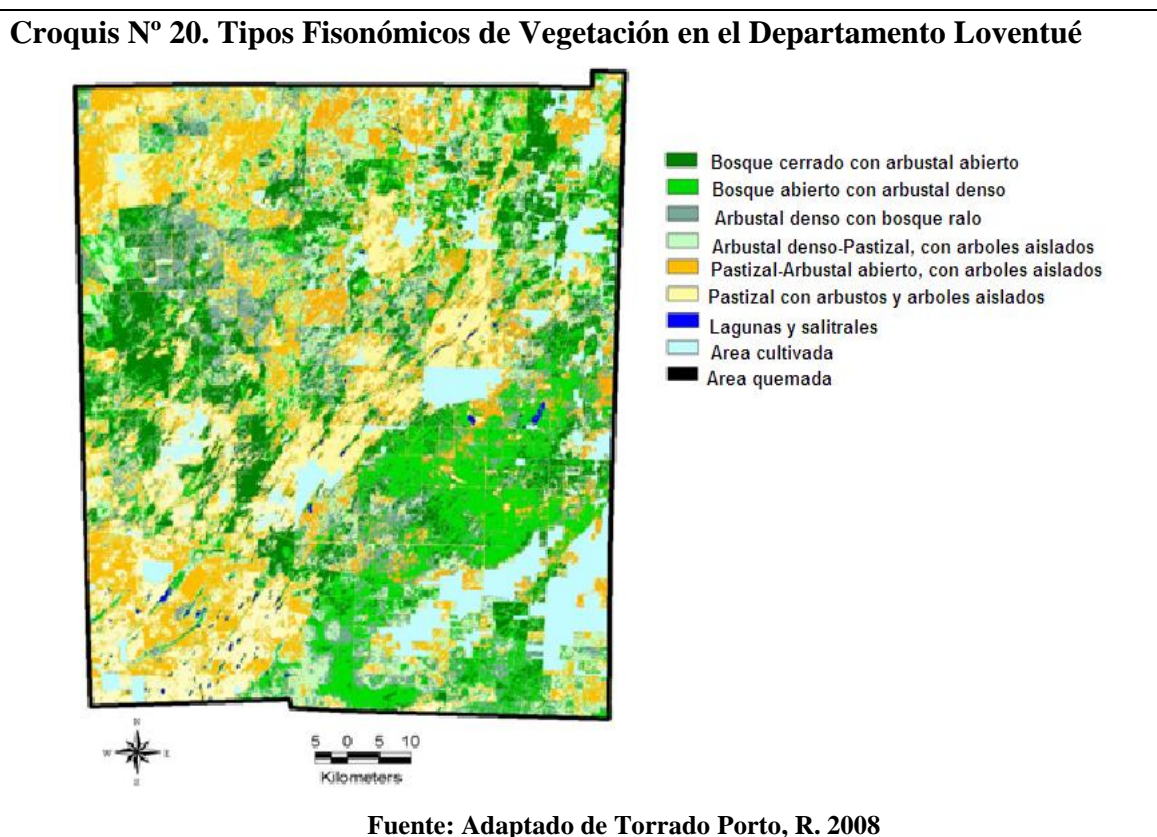 Croquis Nº 20. Tipos Fisonómicos de Vegetación en el Departamento Loventué
Bosque cerrado con arbustal abierto
Bosque abierto con arbustal denso
Arbustal denso con bosque ralo
Arbustal denso-Pastizal, con arboles aislados
Pastizal-Arbustal abierto, con arboles aislados
Pastizal con arbustos y arboles aislados
Lagunas y salitrales
Area cultivada
Area quemada
N
W E
S
5 0 5 10
Kilometers
Fuente: Adaptado de Torrado Porto, R. 2008